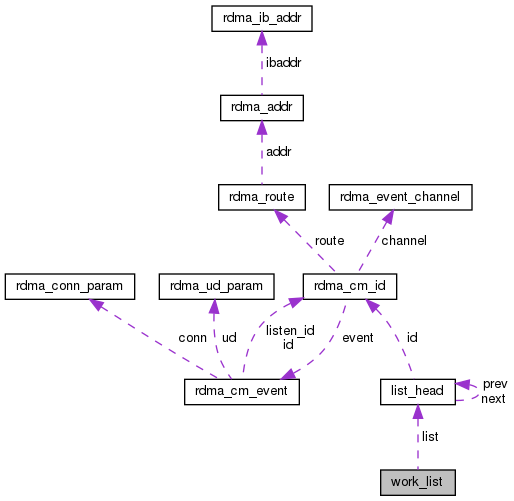 rdma_ib_addr
ibaddr
rdma_addr
addr
rdma_route
rdma_event_channel
route
channel
rdma_conn_param
rdma_ud_param
rdma_cm_id
conn
ud
listen_id
id
event
id
rdma_cm_event
list_head
prev
next
list
work_list